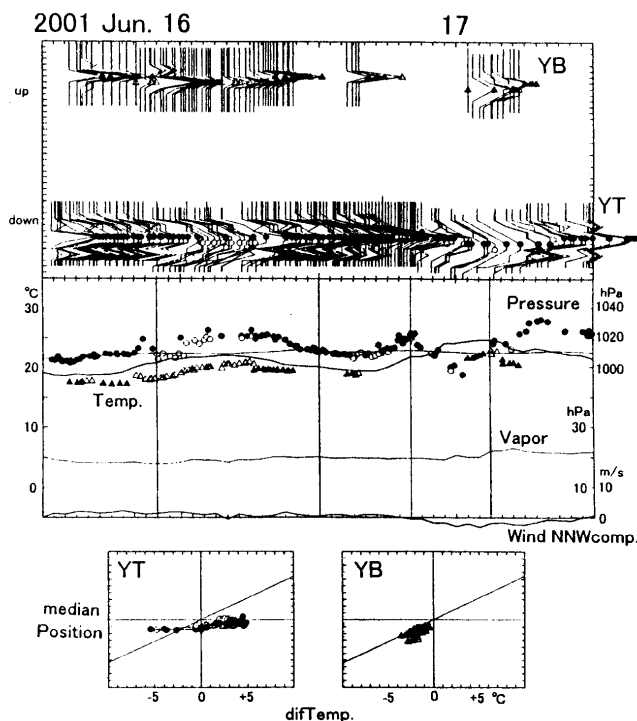 2001 Jun. 16
17
up
YB
down
YT
°C
30
20
10
0
Pressure
hPa
1040
1020
1000
Temp.
hPa
30
Vapor
m/s
10 10
0
Wind NNWcomp.
YT
YB
median
Position
-5 0 +5
-5 0 +5 °C
difTemp.